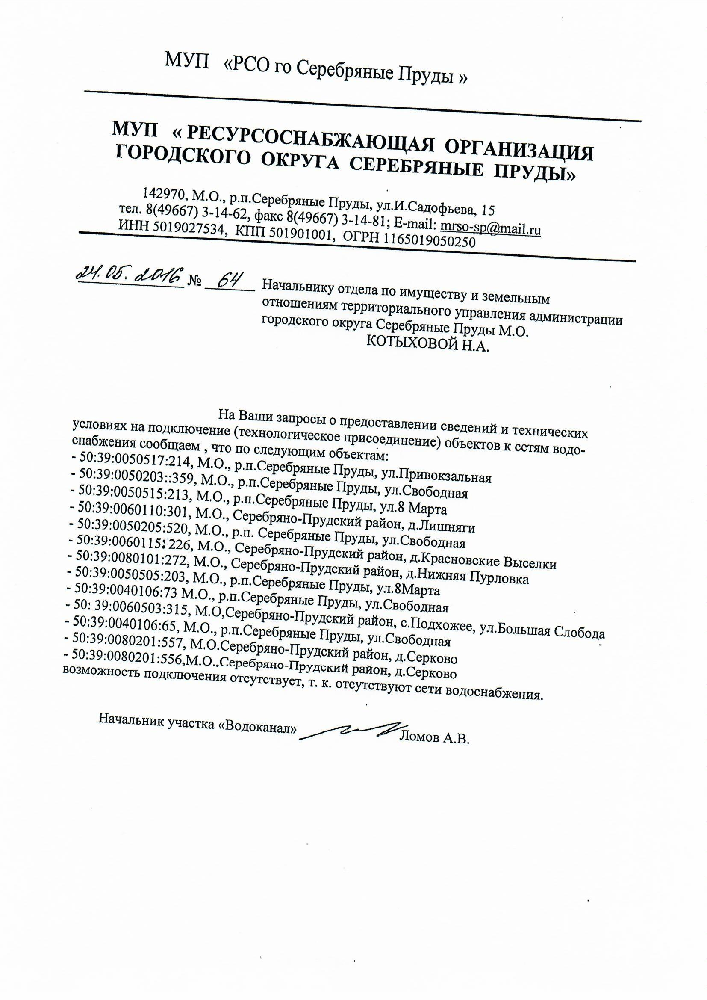 МУП «РСО го Серебряные Пруды »
МУП « РЕСУРСОСНАБЖАЮЩАЯ ОРГАНИЗАЦИЯ
ГОРОДСКОГО ОКРУГА СЕРЕБРЯНЫЕ ПРУДЫ»
142970, М.О., р.п.Серебряные Пруды, ул.И.Садофьева, 15
тел. 8(49667) 3-14-62, факс 8(49667) 3-14-81; E-mail: mrso-sp@mail.ru
ИНН 5019027534, КПП 501901001, ОГРН 1165019050250
24.05.2016 № 64
Начальнику отдела по имуществу и земельным
отношениям территориального управления администрации
городского округа Серебряные Пруды М.О.
КОТЫХОВОЙ Н.А.
На Ваши запросы о предоставлении сведений и технических
условиях на подключение (технологическое присоединение) объектов к сетям водо-
снабжения сообщаем , что по следующим объектам:
- 50:39:0050517:214, М.О., р.п.Серебряные Пруды, ул.Привокзальная
- 50:39:0050203::359, М.О., р.п.Серебряные Пруды, ул.Свободная
- 50:39:0050515:213, М.О., р.п.Серебряные Пруды, ул.8 Марта
- 50:39:0060110:301, М.О., Серебряно-Прудский район, д.Лишняги
- 50:39:0050205:520, М.О., р.п. Серебряные Пруды, ул.Свободная
- 50:39:0060115:226, М.О., Серебряно-Прудский район, д.Красновские Выселки
- 50:39:0080101:272, М.О., Серебряно-Прудский район, д.Нижняя Пурловка
- 50:39:0050505:203, М.О., р.п.Серебряные Пруды, ул.8Марта
- 50:39:0040106:73 М.О., р.п.Серебряные Пруды, ул.Свободная
- 50: 39:0060503:315, М.О,Серебряно-Прудский район, с.Подхожее, ул.Большая Слобода
- 50:39:0040106:65, М.О., р.п.Серебряные Пруды, ул.Свободная
- 50:39:0080201:557, М.О.Серебряно-Прудский район, д.Серково
- 50:39:0080201:556,М.О.,Серебряно-Прудский район, д.Серково
возможность подключения отсутствует, т. к. отсутствуют сети водоснабжения.
Начальник участка «Водоканал» Ломов А.В.